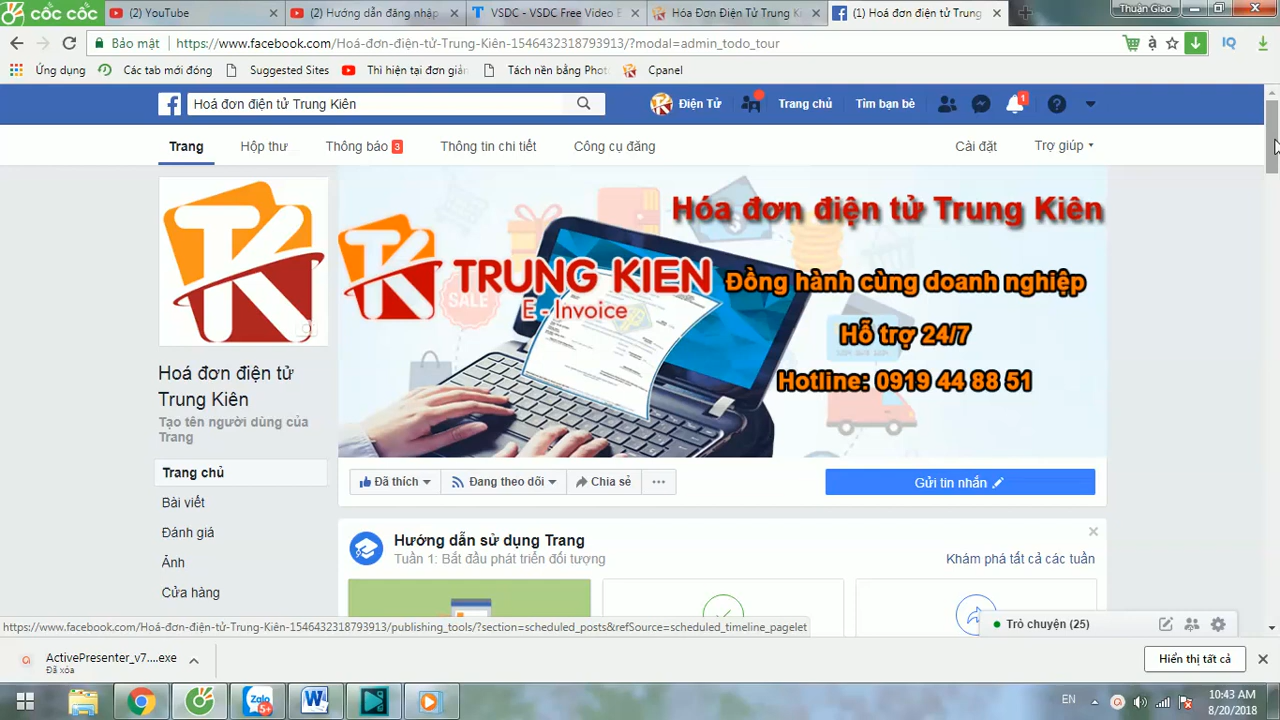 cốc cốc
(2) YouTube
(2) Hướng dẫn đăng nhập
VSDC - VSDC Free Video E
Hóa Đơn Điện Tử Trung K
(1) Hoá đơn điện tử Trung
Thuận Giao
Bảo mật
https://www.facebook.com/Hoá-đơn-điện-tử-Trung-Kiên-1546432318793913/?modal=admin_todo_tour
Ứng dụng
Các tab mới đóng
Suggested Sites
Thì hiện tại đơn giản
Tách nền bằng Phot
Cpanel
Hoá đơn điện tử Trung Kiên
Điện Tử
Trang chủ
Tìm bạn bè
1
Trang
Hộp thư
Thông báo 3
Thông tin chi tiết
Công cụ đăng
Cài đặt
Trợ giúp
TK
TRUNG KIEN
E - Invoice
SALE
Hóa đơn điện tử Trung Kiên
Đồng hành cùng doanh nghiệp
Hỗ trợ 24/7
Hotline: 0919 44 88 51
Hoá đơn điện tử
Trung Kiên
Tạo tên người dùng của
Trang
Đã thích
Đang theo dõi
Chia sẻ
Gửi tin nhắn
Trang chủ
Bài viết
Đánh giá
Ảnh
Cửa hàng
Hướng dẫn sử dụng Trang
Tuần 1: Bắt đầu phát triển đối tượng
Khám phá tất cả các tuần
https://www.facebook.com/Hoá-đơn-điện-tử-Trung-Kiên-1546432318793913/publishing_tools/?section=scheduled_posts&refSource=scheduled_timeline_pagelet
Trò chuyện (25)
ActivePresenter_v7....exe
Đã xóa
Hiển thị tất cả
Zalo
5+
EN
10:43 AM
8/20/2018